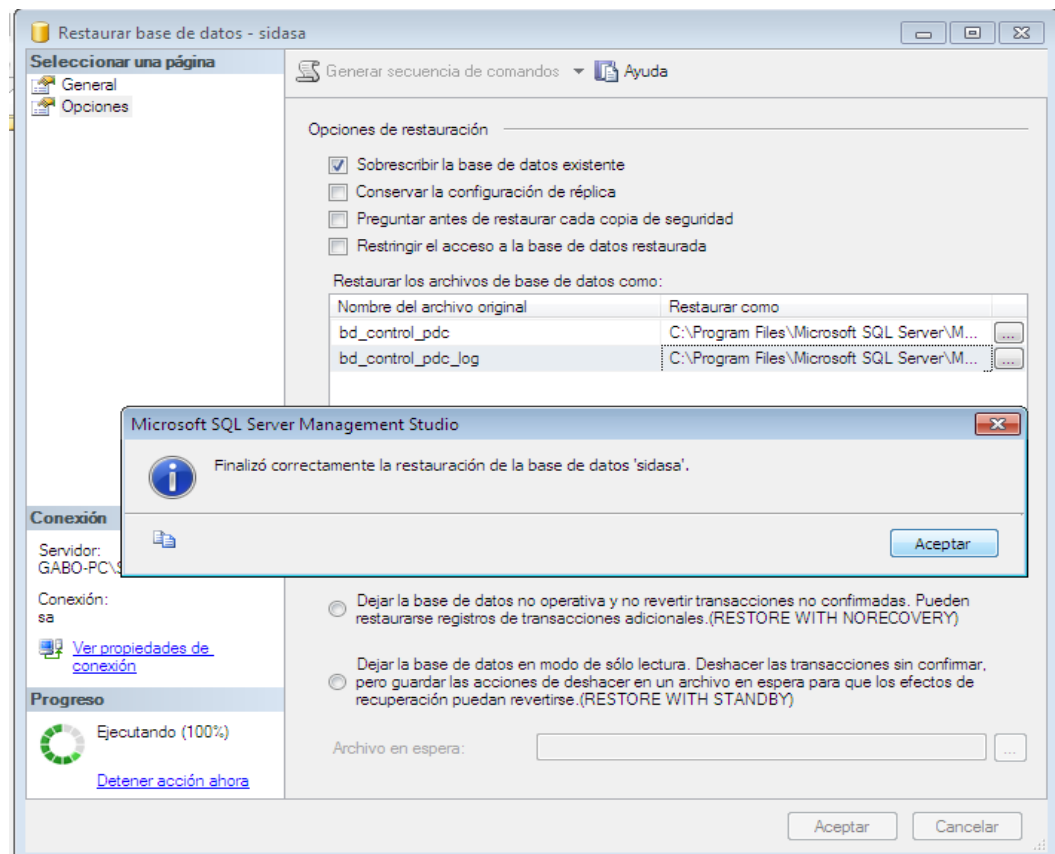 Restaurar base de datos - sidasa
Seleccionar una página
General
Opciones
Generar secuencia de comandos
Ayuda
Opciones de restauración
Sobrescribir la base de datos existente
Conservar la configuración de réplica
Preguntar antes de restaurar cada copia de seguridad
Restringir el acceso a la base de datos restaurada
Restaurar los archivos de base de datos como:
Nombre del archivo original Restaurar como
bd_control_pdc C:\Program Files\Microsoft SQL Server\M... ...
bd_control_pdc_log C:\Program Files\Microsoft SQL Server\M... ...
Microsoft SQL Server Management Studio
Finalizó correctamente la restauración de la base de datos 'sidasa'.
Aceptar
Conexión
Servidor:
GABO-PC\
Conexión:
sa
Ver propiedades de
conexión
Progreso
Ejecutando (100%)
Detener acción ahora
Dejar la base de datos no operativa y no revertir transacciones no confirmadas. Pueden
restaurarse registros de transacciones adicionales.(RESTORE WITH NORECOVERY)
Dejar la base de datos en modo de sólo lectura. Deshacer las transacciones sin confirmar,
pero guardar las acciones de deshacer en un archivo en espera para que los efectos de
recuperación puedan revertirse.(RESTORE WITH STANDBY)
Archivo en espera:
...
Aceptar
Cancelar